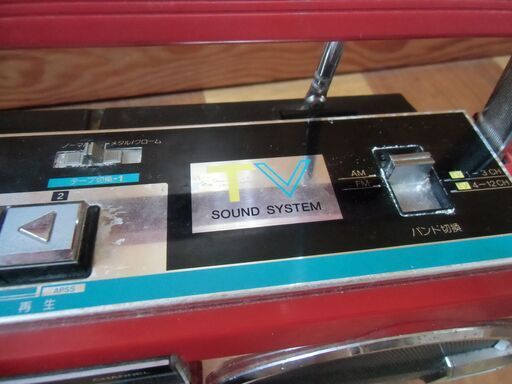 ノーマル
メタル/クローム
テープ切換-1
2
APSS
再生
TV
SOUND SYSTEM
AM
1-3CH
FM
4-12CH
バンド切換